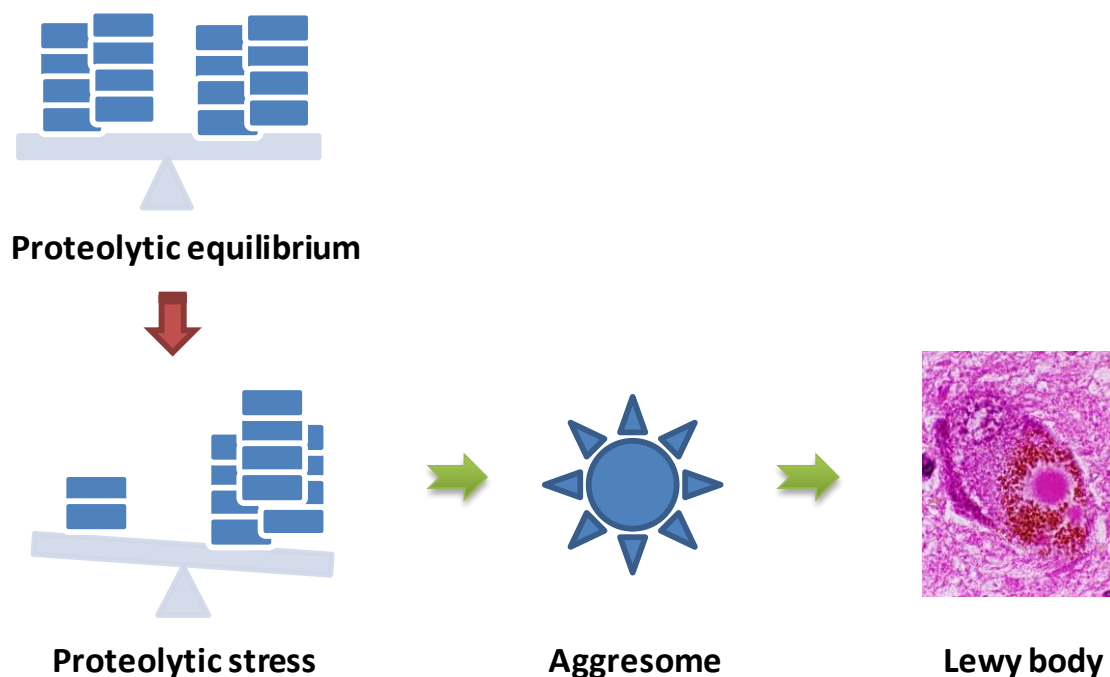 Proteolytic equilibrium
Proteolytic stress
Aggresome
Lewy body